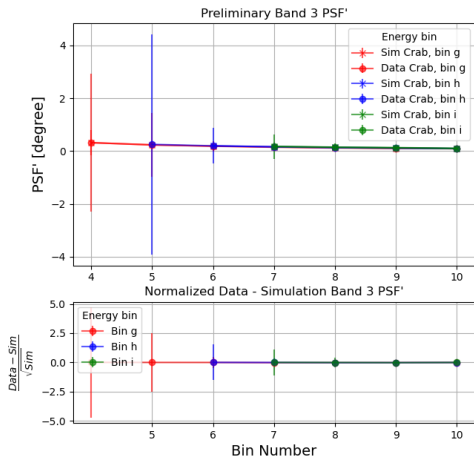 Preliminary Band 3 PSF'
Energy bin
Sim Crab, bin g
Data Crab, bin g
Sim Crab, bin h
Data Crab, bin h
Sim Crab, bin i
Data Crab, bin i
PSF' [degree]
4
2
0
−2
−4
4 5 6 7 8 9 10
Normalized Data - Simulation Band 3 PSF'
Energy bin
Bin g
Bin h
Bin i
Data − Sim
√Sim
5.0
2.5
0.0
−2.5
−5.0
5 6 7 8 9 10
Bin Number